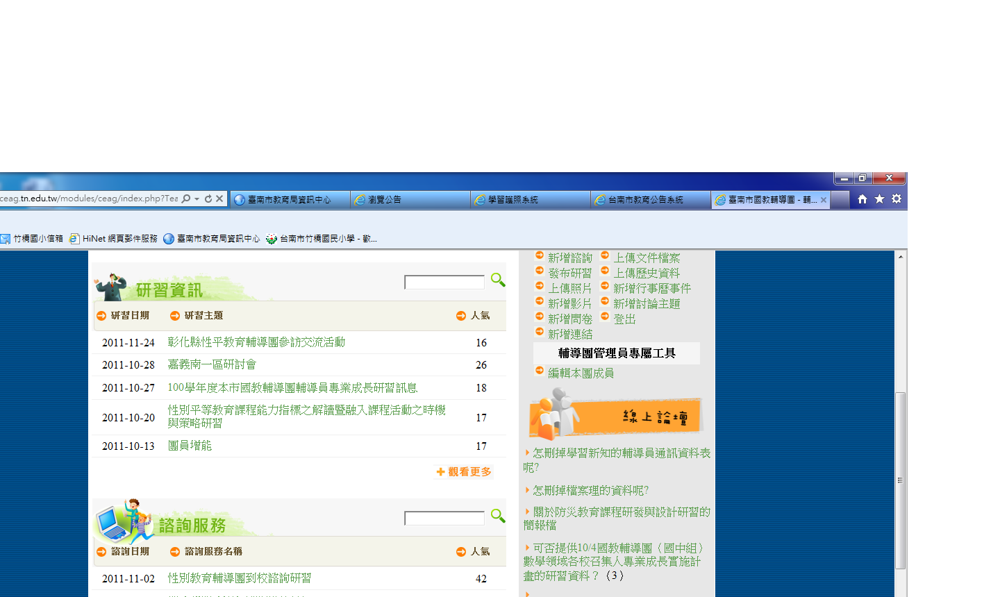 ceag.tn.edu.tw/modules/ceag/index.php?Tea
臺南市教育局資訊中心
瀏覽公告
學習護照系統
台南市教育公告系統
臺南市國教輔導團 - 輔...
竹橋國小信箱 HiNet 網頁郵件服務 臺南市教育局資訊中心 台南市竹橋國民小學 - 歡...
研習資訊
研習日期 研習主題 人氣
2011-11-24 彰化縣性平教育輔導團參訪交流活動 16
2011-10-28 嘉義南一區研討會 26
2011-10-27 100學年度本市國教輔導團輔導員專業成長研習訊息 18
2011-10-20 性別平等教育課程能力指標之解讀暨融入課程活動之時機 17
與策略研習
2011-10-13 團員增能 17
觀看更多
諮詢服務
諮詢日期 諮詢服務名稱 人氣
2011-11-02 性別教育輔導團到校諮詢研習 42
新增諮詢 上傳文件檔案
發布研習 上傳歷史資料
上傳照片 新增行事曆事件
新增影片 新增討論主題
新增問卷 登出
新增連結
輔導團管理員專屬工具
編輯本團成員
線上論壇
怎刪掉學習新知的輔導員通訊資料表
呢?
怎刪掉檔案理的資料呢?
關於防災教育課程研發與設計研習的
簡報檔
可否提供10/4國教輔導團（國中組）
數學領域各校召集人專業成長實施計
畫的研習資料？（3）